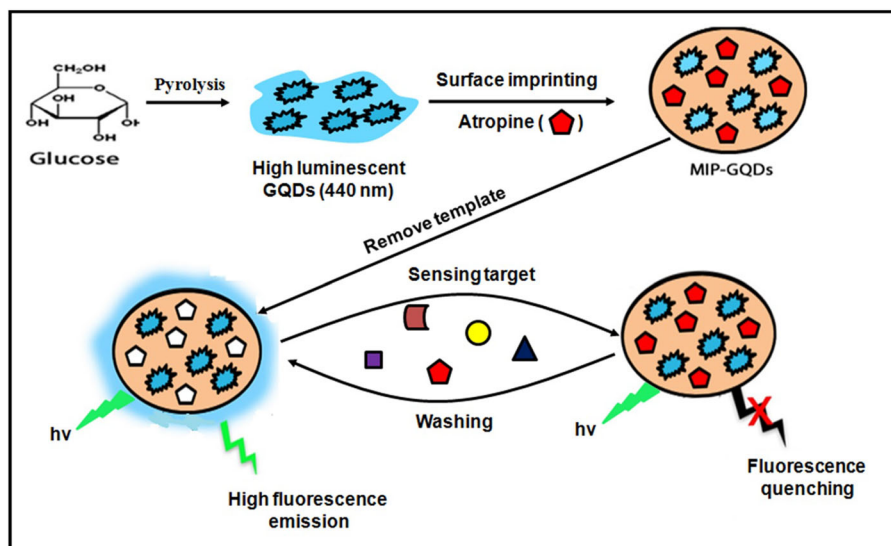 CH₂OH
O
OH
OH
OH
OH
Glucose
Pyrolysis
High luminescent
GQDs (440 nm)
Surface imprinting
Atropine ( )
MIP-GQDs
Remove template
Sensing target
Washing
hv
High fluorescence
emission
hv
X
Fluorescence
quenching